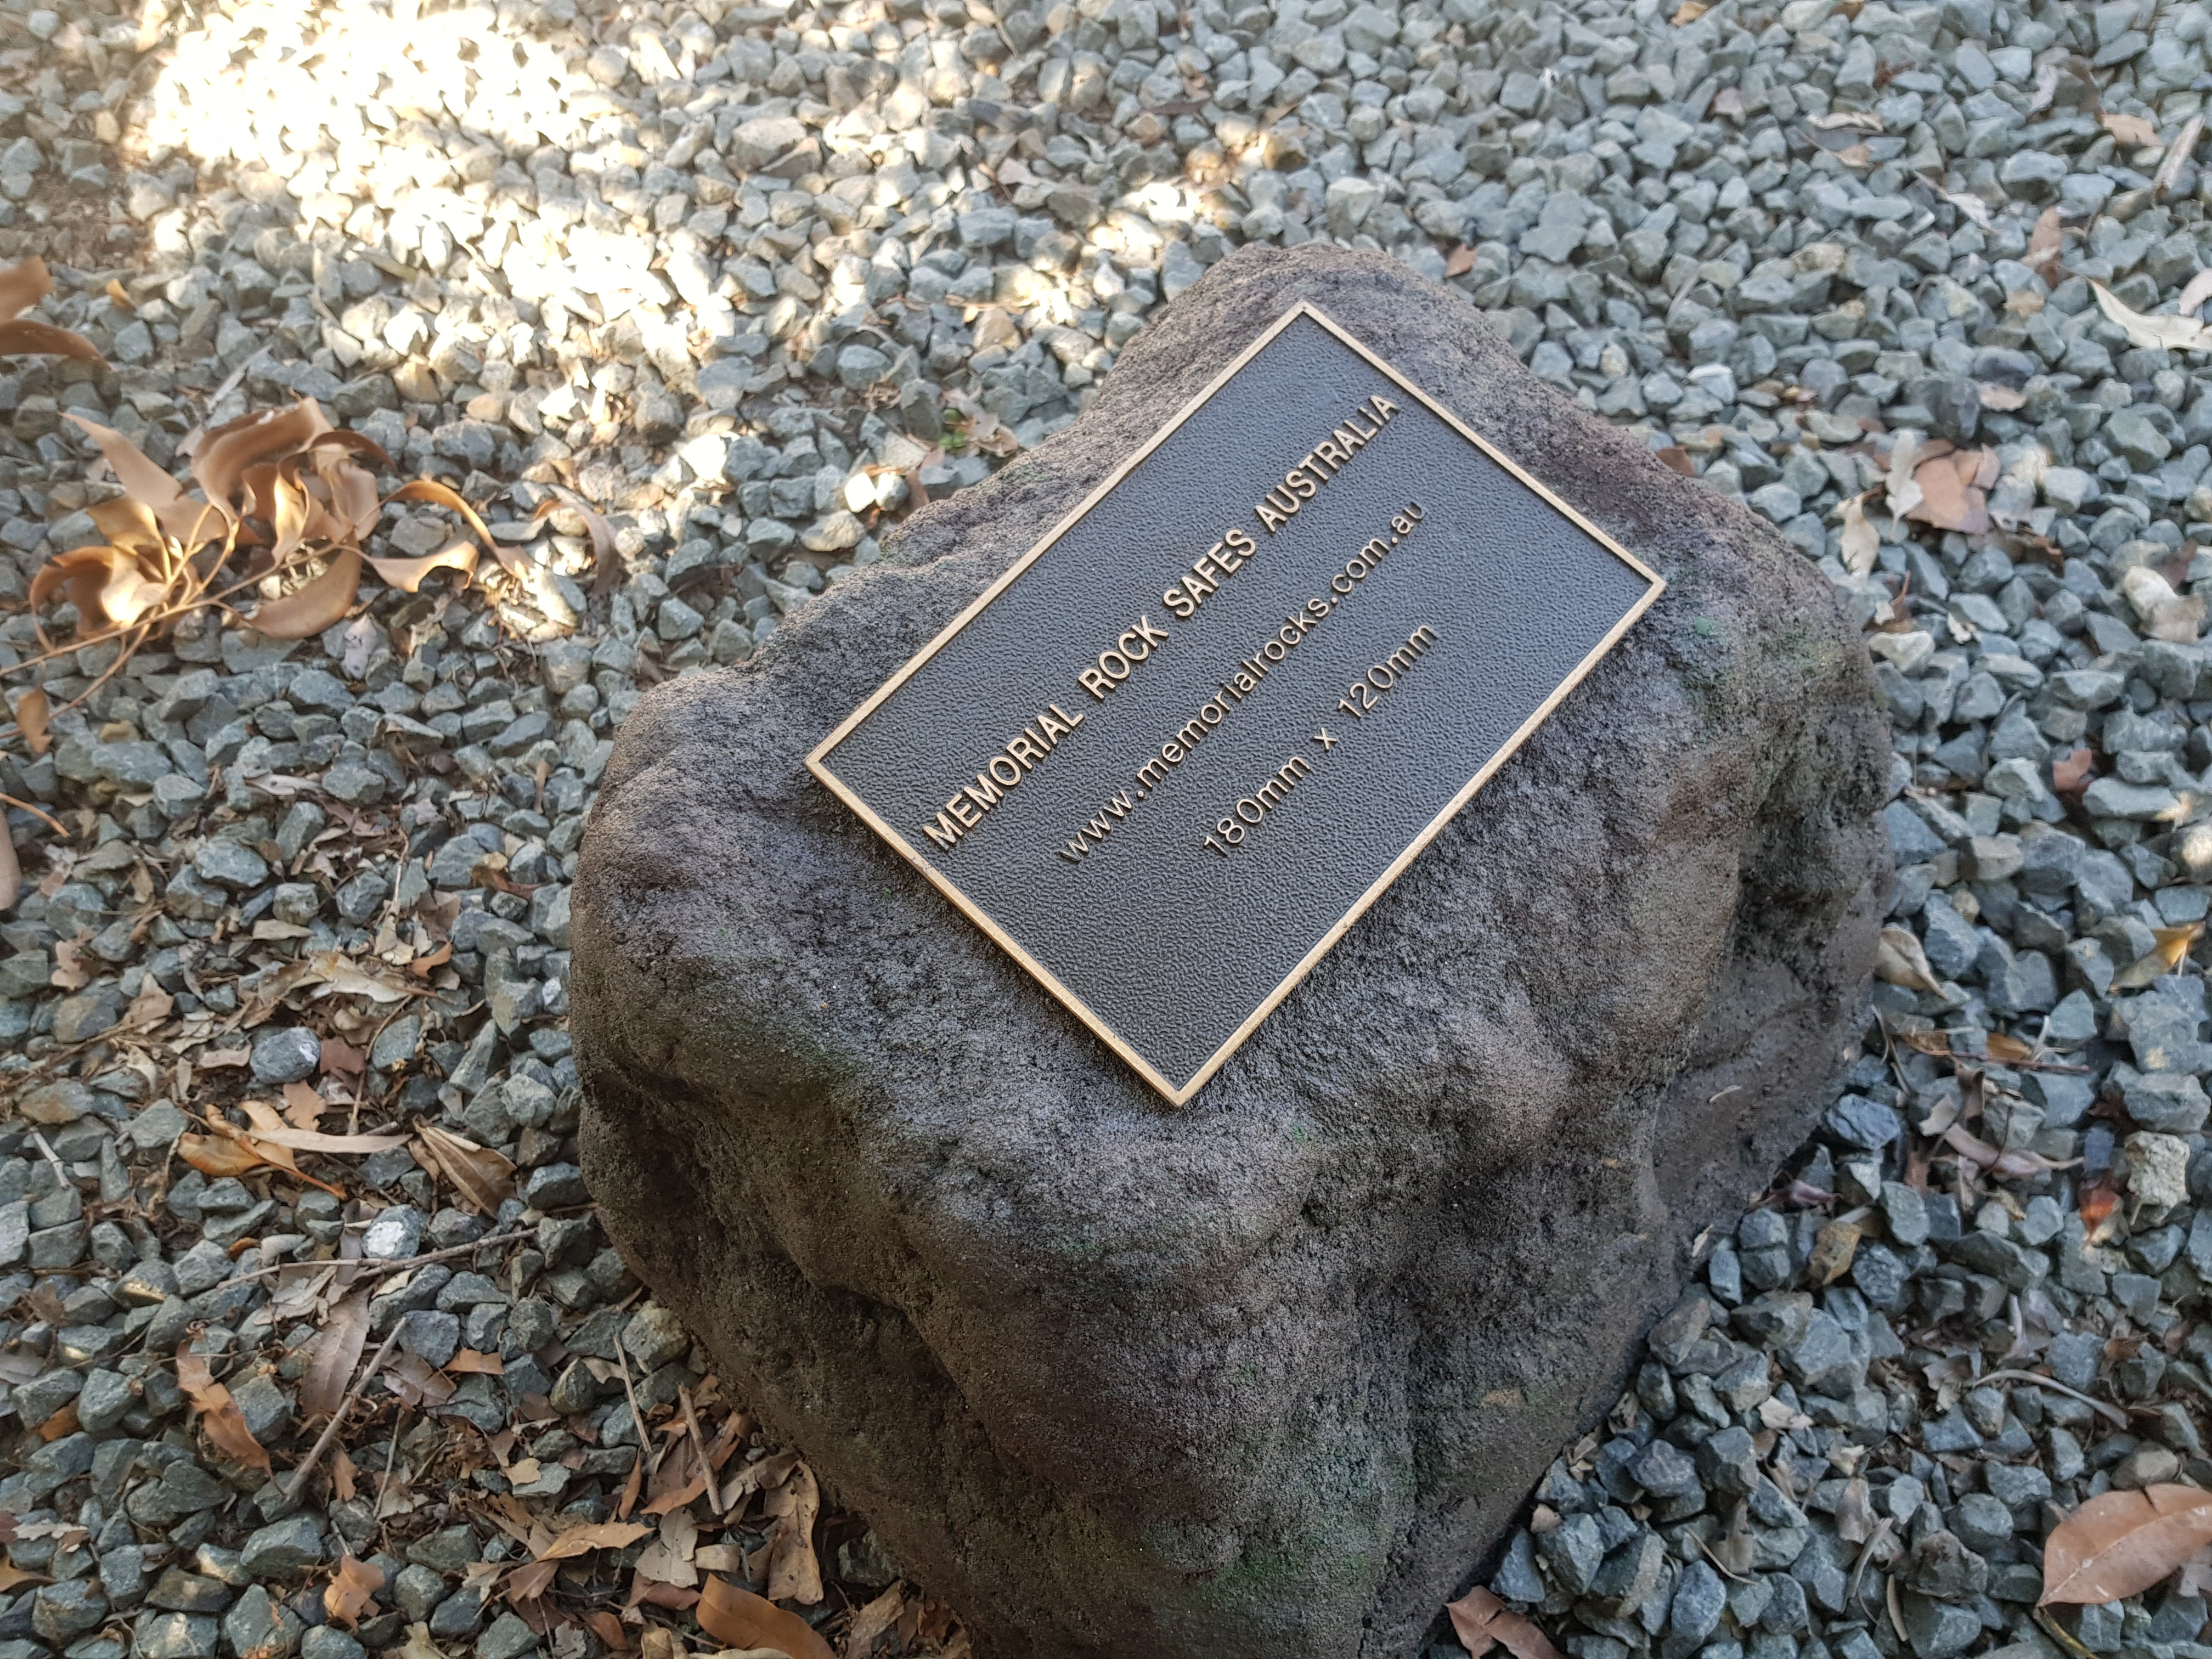 MEMORIAL ROCK SAFES AUSTRALIA
www.memorialrocks.com.au
180mm x 120mm